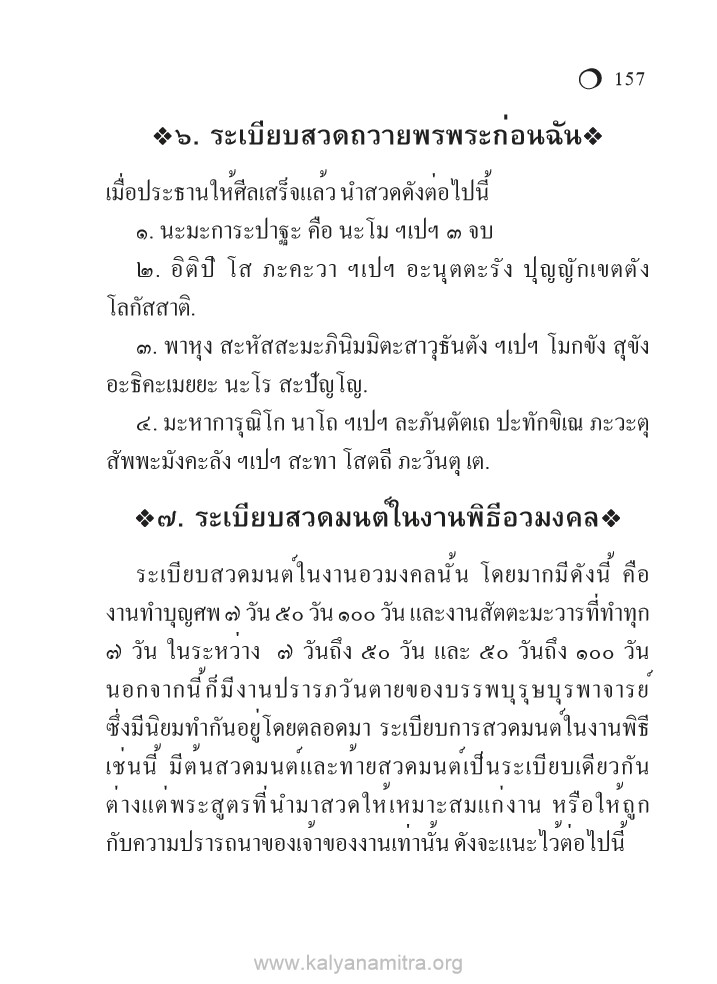 157
❖๖. ระเบียบสวดถวายพรพระก่อนฉัน❖
เมื่อประธานให้ศีลเสร็จแล้ว นำสวดดังต่อไปนี้
๑. นะมะการะปาฐะ คือ นะโม ฯเปฯ ๓ จบ
๒. อิติปิ โส ภะคะวา ฯเปฯ อะนุตตะรัง ปุญญักเขตตัง
โลกัสสาติ.
๓. พาหุง สะหัสสะมะภินิมมิตะสาวุธันตัง ฯเปฯ โมกขัง สุขัง
อะธิคะเมยยะ นะโร สะปัญโญ.
๔. มะหาการุณิโก นาโถ ฯเปฯ ละภันตัตเถ ปะทักขิเณ ภะวะตุ
สัพพะมังคะลัง ฯเปฯ สะทา โสตถี ภะวันตุ เต.
❖๗. ระเบียบสวดมนต์ในงานพิธีอวมงคล❖
ระเบียบสวดมนต์ในงานอวมงคลนั้น โดยมากมีดังนี้ คือ
งานทำบุญศพ ๗ วัน ๕๐ วัน ๑๐๐ วัน และงานสัตตะมะวารที่ทำทุก
๗ วัน ในระหว่าง ๗ วันถึง ๕๐ วัน และ ๕๐ วันถึง ๑๐๐ วัน
นอกจากนี้ก็มีงานปรารภวันตายของบรรพบุรุษบุรพาจารย์
ซึ่งมีนิยมทำกันอยู่โดยตลอดมา ระเบียบการสวดมนต์ในงานพิธี
เช่นนี้ มีต้นสวดมนต์และท้ายสวดมนต์เป็นระเบียบเดียวกัน
ต่างแต่พระสูตรที่นำมาสวดให้เหมาะสมแก่งาน หรือให้ถูก
กับความปรารถนาของเจ้าของงานเท่านั้น ดังจะแนะไว้ต่อไปนี้
www.kalyanamitra.org